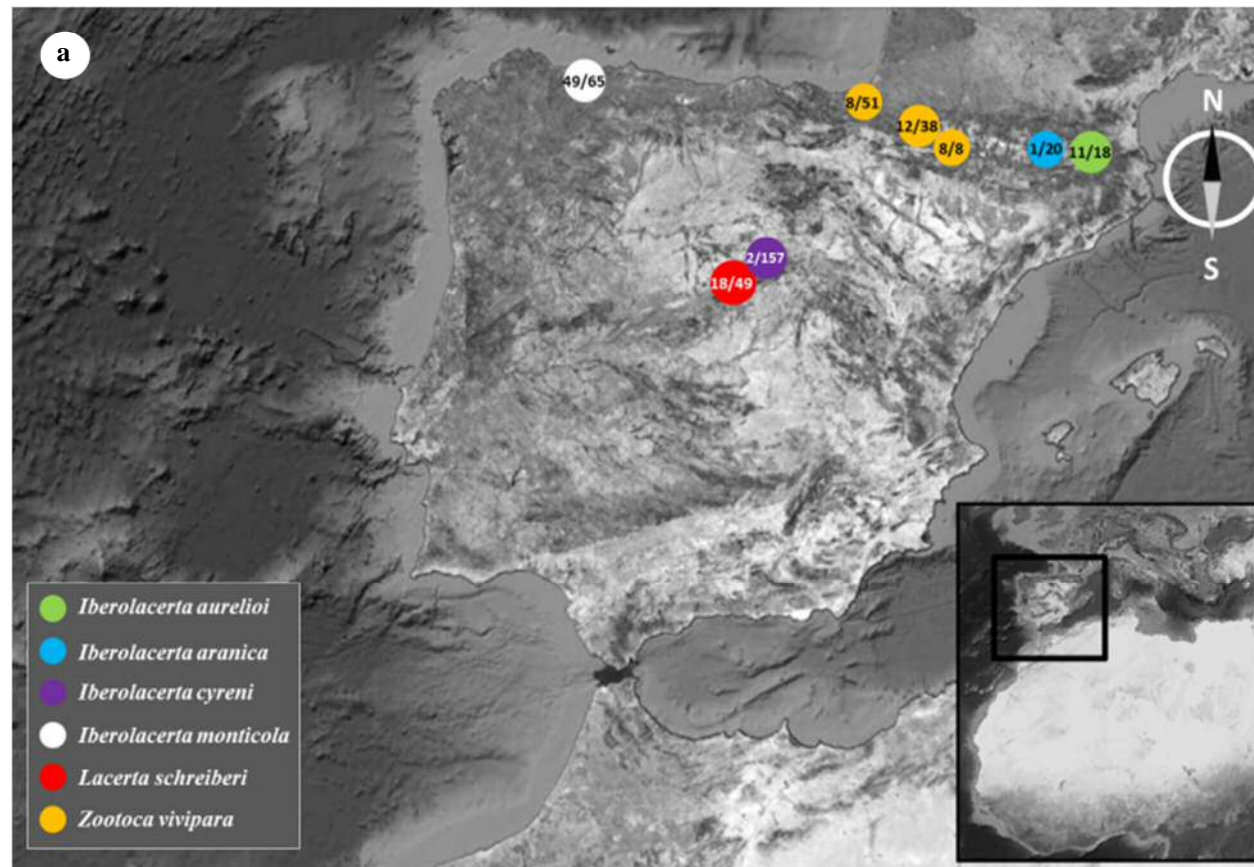 a
49/65
8/51
12/38
8/8
1/20
11/18
N
S
2/157
18/49
Iberolacerta aurelioi
Iberolacerta aranica
Iberolacerta cyreni
Iberolacerta monticola
Lacerta schreiberi
Zootoca vivipara